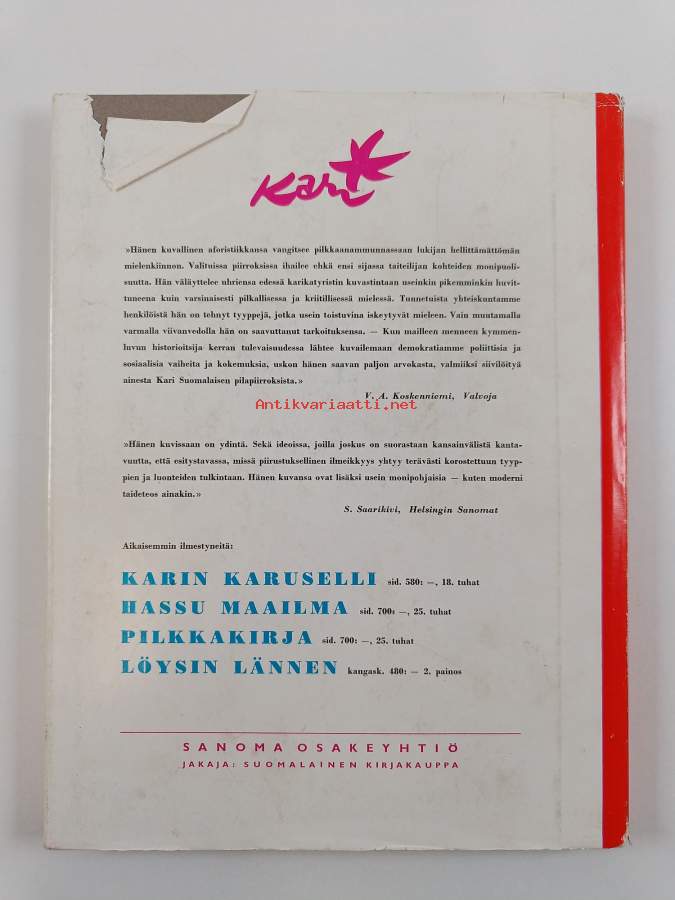 Kari
»Hänen kuvallinen aforistiikkansa vangitsee pilkkaanammunnassaan lukijan hellittämättömän
mielenkiinnon. Valituissa piirroksissa ihailee ehkä ensi sijassa taiteilijan kohteiden monipuoli-
suutta. Hän väläyttelee uhriensa edessä karikatyristin kuvastintaan useinkin pikemminkin huvit-
tuneena kuin varsinaisesti pilkallisessa ja kriitillisessä mielessä. Tunnetuista yhteiskuntamme
henkilöistä hän on tehnyt tyyppejä, jotka usein toistuvina iskeytyvät mieleen. Vain muutamalla
varmalla viivanvedolla hän on saavuttanut tarkoituksensa. — Kun mailleen menneen kymmen-
luvun historioitsija kerran tulevaisuudessa lähtee kuvailemaan demokratiamme poliittisia ja
sosiaalisia vaiheita ja kokemuksia, uskon hänen saavan paljon arvokasta, valmiiksi siivilöityä
ainesta Kari Suomalaisen pilapiirroksista.»
V. A. Koskenniemi, Valvoja
Antikvariaatti.net
»Hänen kuvissaan on ydintä. Sekä ideoissa, joilla joskus on suorastaan kansainvälistä kanta-
vuutta, että esitystavassa, missä piirustuksellinen ilmeikkyys yhtyy terävästi korostettuun tyyp-
pien ja luonteiden tulkintaan. Hänen kuvansa ovat lisäksi usein monipohjaisia — kuten moderni
taideteos ainakin.»
S. Saarikivi, Helsingin Sanomat
Aikaisemmin ilmestyneitä:
KARIN KARUSELLI sid. 580: —, 18. tuhat
HASSU MAAILMA sid. 700: —, 25. tuhat
PILKKAKIRJA sid. 700: —, 25. tuhat
LÖYSIN LÄNNEN kangask. 480: — 2. painos
SANOMA OSAKEYHTIÖ
JAKAJA: SUOMALAINEN KIRJAKAUPPA